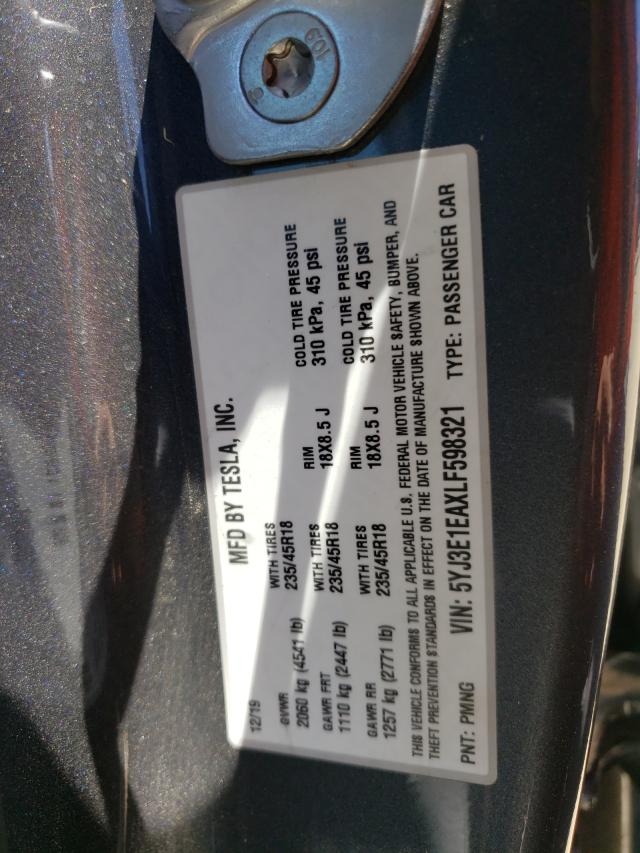 MFD BY TESLA, INC.
12/19
GVWR WITH TIRES
2060 kg (4541 lb) 235/45R18 RIM COLD TIRE PRESSURE
GAWR FRT WITH TIRES 18X8.5 J 310 kPa, 45 psi
1110 kg (2447 lb) 235/45R18 RIM COLD TIRE PRESSURE
GAWR RR WITH TIRES 18X8.5 J 310 kPa, 45 psi
1257 kg (2771 lb) 235/45R18
THIS VEHICLE CONFORMS TO ALL APPLICABLE U.S. FEDERAL MOTOR VEHICLE SAFETY, BUMPER, AND
THEFT PREVENTION STANDARDS IN EFFECT ON THE DATE OF MANUFACTURE SHOWN ABOVE.
PNT: PMNG VIN: 5YJ3E1EAXLF598321 TYPE: PASSENGER CAR